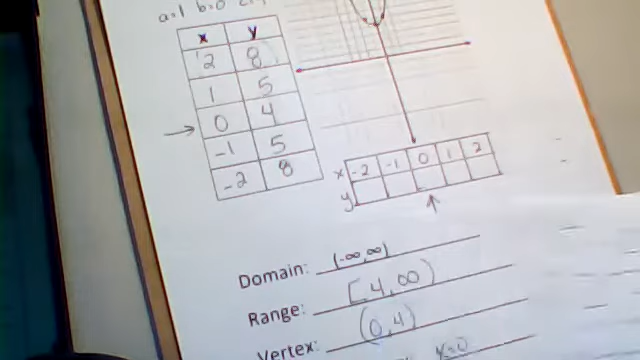 a=1 b=0
x y
2 8
1 5
0 4
-1 5
-2 8
x -2 -1 0 1 2
y
Domain: (-∞,∞)
Range: [4,∞)
Vertex: (0,4)
x=0